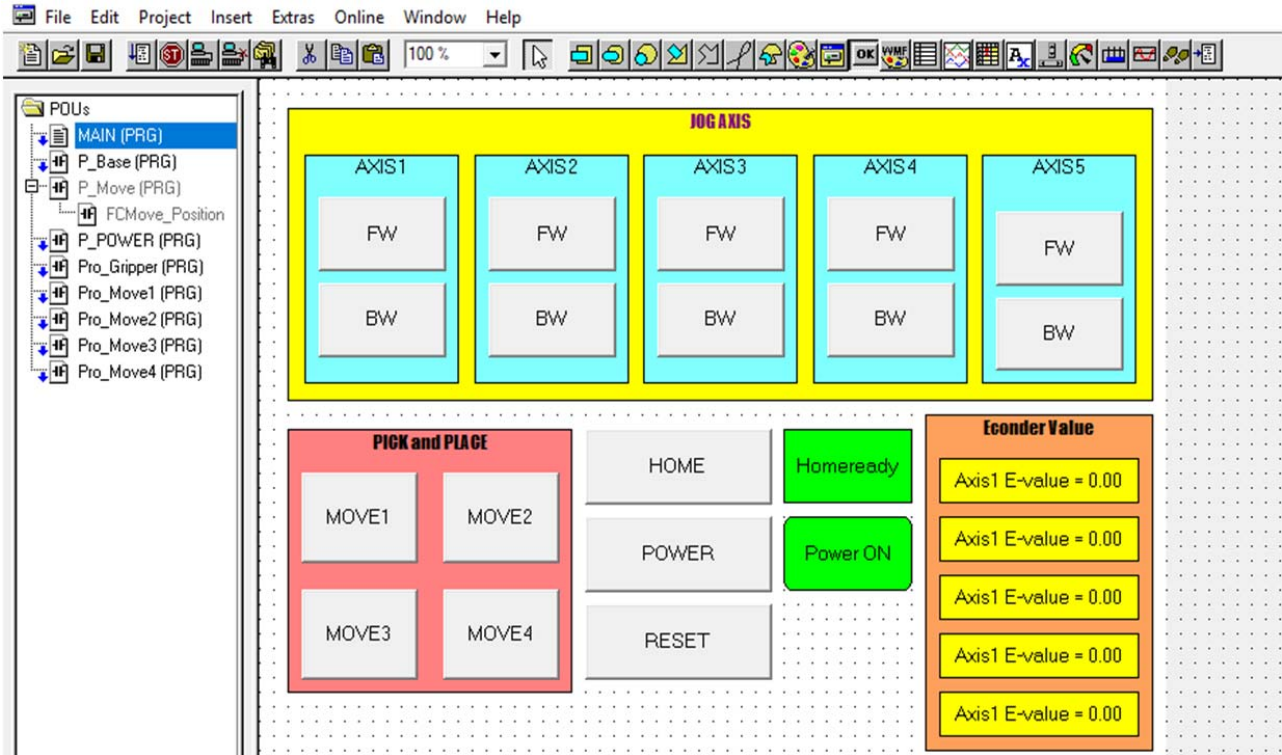 File Edit Project Insert Extras Online Window Help
100 %
POUs
MAIN (PRG)
P_Base (PRG)
P_Move (PRG)
FCMove_Position
P_POWER (PRG)
Pro_Gripper (PRG)
Pro_Move1 (PRG)
Pro_Move2 (PRG)
Pro_Move3 (PRG)
Pro_Move4 (PRG)
JOG AXIS
AXIS1 AXIS2 AXIS3 AXIS4 AXIS5
FW FW FW FW FW
BW BW BW BW BW
PICK and PLACE
MOVE1 MOVE2
MOVE3 MOVE4
HOME
POWER
RESET
Homeready
Power ON
Econder Value
Axis1 E-value = 0.00
Axis1 E-value = 0.00
Axis1 E-value = 0.00
Axis1 E-value = 0.00
Axis1 E-value = 0.00